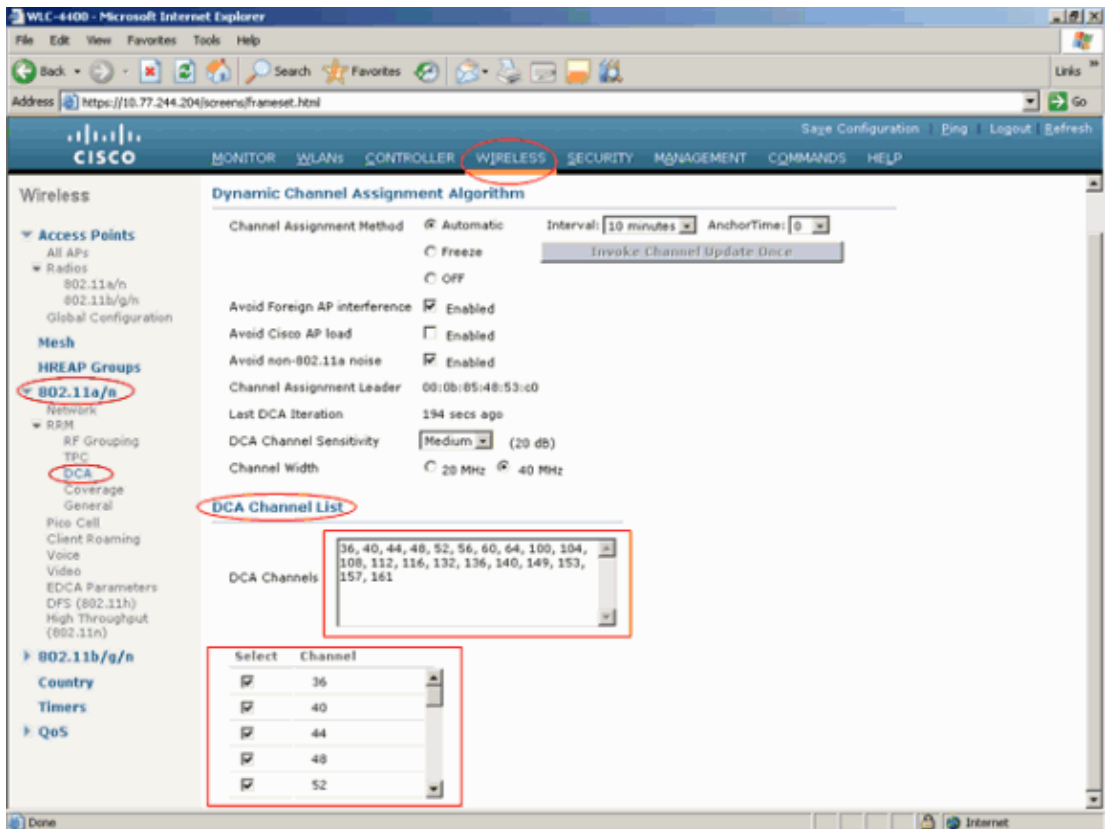 WLC-4400 - Microsoft Internet Explorer
File Edit View Favorites Tools Help
Back Search Favorites Links »
Address https://10.77.244.204/screens/frameset.html Go
Save Configuration | Ping | Logout | Refresh
CISCO
MONITOR WLANs CONTROLLER WIRELESS SECURITY MANAGEMENT COMMANDS HELP
Wireless
Access Points
All APs
Radios
802.11a/n
802.11b/g/n
Global Configuration
Mesh
HREAP Groups
802.11a/n
Network
RRM
RF Grouping
TPC
DCA
Coverage
General
Pico Cell
Client Roaming
Voice
Video
EDCA Parameters
DFS (802.11h)
High Throughput
(802.11n)
802.11b/g/n
Country
Timers
QoS
Dynamic Channel Assignment Algorithm
Channel Assignment Method Automatic Interval: 10 minutes AnchorTime: 0
Freeze Invoke Channel Update Once
OFF
Avoid Foreign AP interference Enabled
Avoid Cisco AP load Enabled
Avoid non-802.11a noise Enabled
Channel Assignment Leader 00:0b:85:48:53:c0
Last DCA Iteration 194 secs ago
DCA Channel Sensitivity Medium (20 dB)
Channel Width 20 MHz 40 MHz
DCA Channel List
DCA Channels
36, 40, 44, 48, 52, 56, 60, 64, 100, 104,
108, 112, 116, 132, 136, 140, 149, 153,
157, 161
Select Channel
36
40
44
48
52
Done Internet